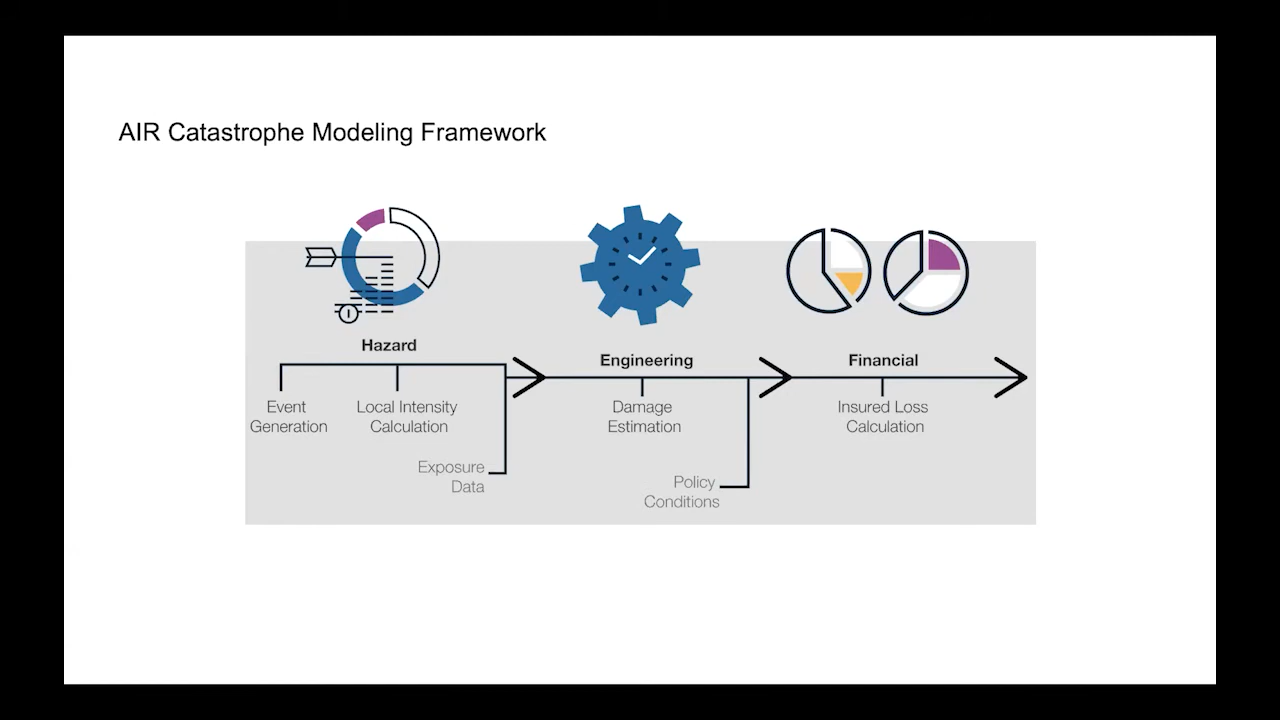 AIR Catastrophe Modeling Framework
Hazard
Event
Generation
Local Intensity
Calculation
Exposure
Data
Engineering
Damage
Estimation
Policy
Conditions
Financial
Insured Loss
Calculation